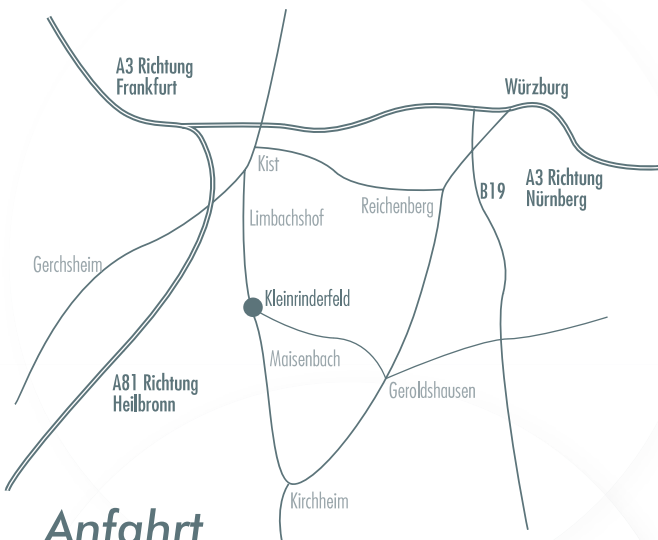 A3 Richtung
Frankfurt
Würzburg
Kist
B19
A3 Richtung
Nürnberg
Reichenberg
Limbachshof
Gerchsheim
Kleinrinderfeld
Maisenbach
A81 Richtung
Heilbronn
Geroldshausen
Kirchheim
Anfahrt